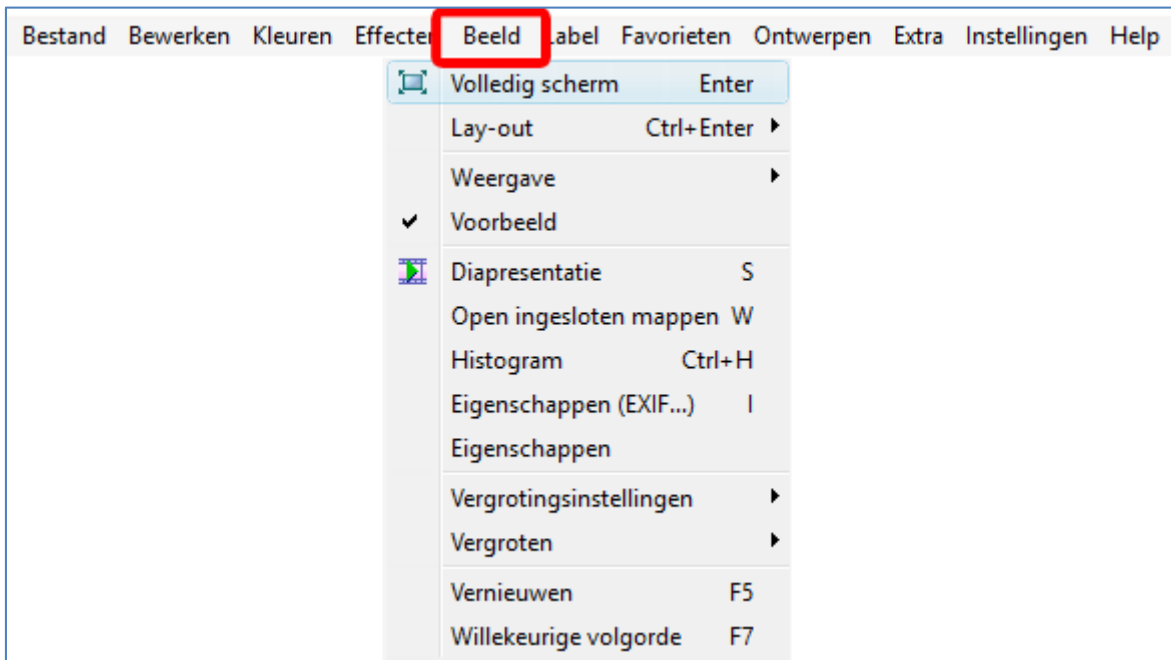 Bestand Bewerken Kleuren Effecten Beeld Label Favorieten Ontwerpen Extra Instellingen Help
Volledig scherm Enter
Lay-out Ctrl+Enter
Weergave
Voorbeeld
Diapresentatie S
Open ingesloten mappen W
Histogram Ctrl+H
Eigenschappen (EXIF...) I
Eigenschappen
Vergrotingsinstellingen
Vergroten
Vernieuwen F5
Willekeurige volgorde F7